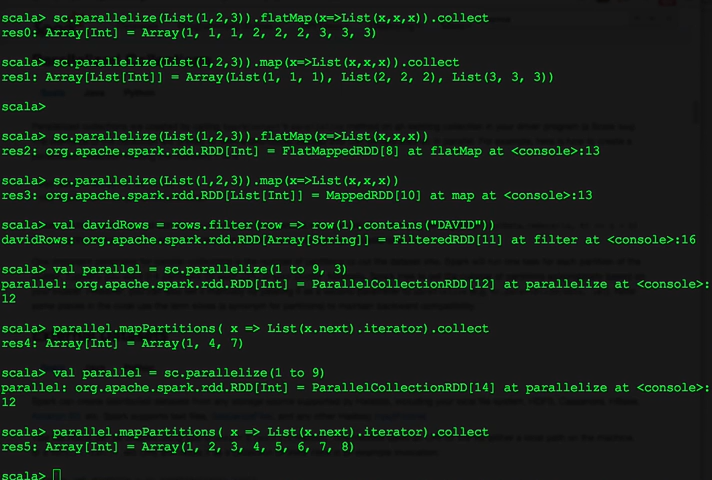 scala> sc.parallelize(List(1,2,3)).flatMap(x=>List(x,x,x)).collect
res0: Array[Int] = Array(1, 1, 1, 2, 2, 2, 3, 3, 3)
scala> sc.parallelize(List(1,2,3)).map(x=>List(x,x,x)).collect
res1: Array[List[Int]] = Array(List(1, 1, 1), List(2, 2, 2), List(3, 3, 3))
scala>
scala> sc.parallelize(List(1,2,3)).flatMap(x=>List(x,x,x))
res2: org.apache.spark.rdd.RDD[Int] = FlatMappedRDD[8] at flatMap at <console>:13
scala> sc.parallelize(List(1,2,3)).map(x=>List(x,x,x))
res3: org.apache.spark.rdd.RDD[List[Int]] = MappedRDD[10] at map at <console>:13
scala> val davidRows = rows.filter(row => row(1).contains("DAVID"))
davidRows: org.apache.spark.rdd.RDD[Array[String]] = FilteredRDD[11] at filter at <console>:16
scala> val parallel = sc.parallelize(1 to 9, 3)
parallel: org.apache.spark.rdd.RDD[Int] = ParallelCollectionRDD[12] at parallelize at <console>:
12
scala> parallel.mapPartitions( x => List(x.next).iterator).collect
res4: Array[Int] = Array(1, 4, 7)
scala> val parallel = sc.parallelize(1 to 9)
parallel: org.apache.spark.rdd.RDD[Int] = ParallelCollectionRDD[14] at parallelize at <console>:
12
scala> parallel.mapPartitions( x => List(x.next).iterator).collect
res5: Array[Int] = Array(1, 2, 3, 4, 5, 6, 7, 8)
scala>